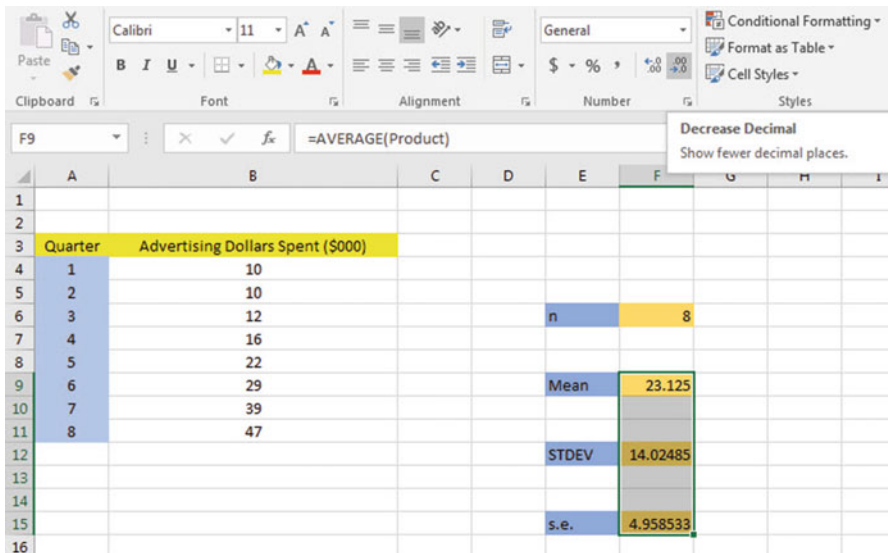 Calibri 11 A A General Conditional Formatting
Paste B I U A $ % , .00 .00 Format as Table
Cell Styles
Clipboard Font Alignment Number Styles
F9 fx =AVERAGE(Product)
Decrease Decimal
Show fewer decimal places.
A B C D E F G H I
1
2
3 Quarter Advertising Dollars Spent ($000)
4 1 10
5 2 10
6 3 12 n 8
7 4 16
8 5 22
9 6 29 Mean 23.125
10 7 39
11 8 47
12 STDEV 14.02485
13
14
15 s.e. 4.958533
16